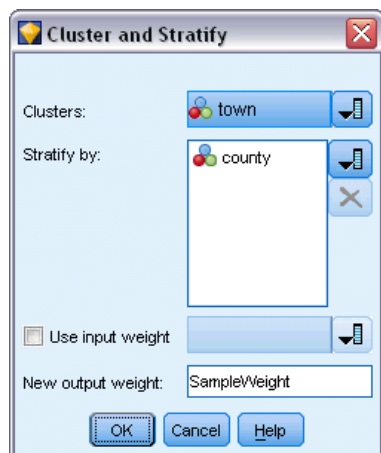 Cluster and Stratify
Clusters: town
Stratify by: county
Use input weight
New output weight: SampleWeight
OK Cancel Help